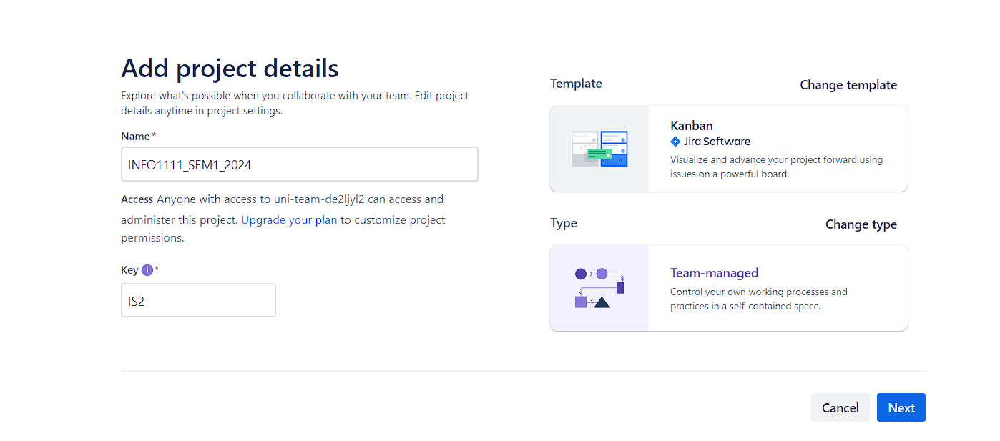 Add project details
Explore what's possible when you collaborate with your team. Edit project
details anytime in project settings.
Name *
INFO1111_SEM1_2024
Access Anyone with access to uni-team-de2ljyl2 can access and
administer this project. Upgrade your plan to customize project
permissions.
Key i *
IS2
Template
Change template
Kanban
Jira Software
Visualize and advance your project forward using
issues on a powerful board.
Type
Change type
Team-managed
Control your own working processes and
practices in a self-contained space.
Cancel
Next